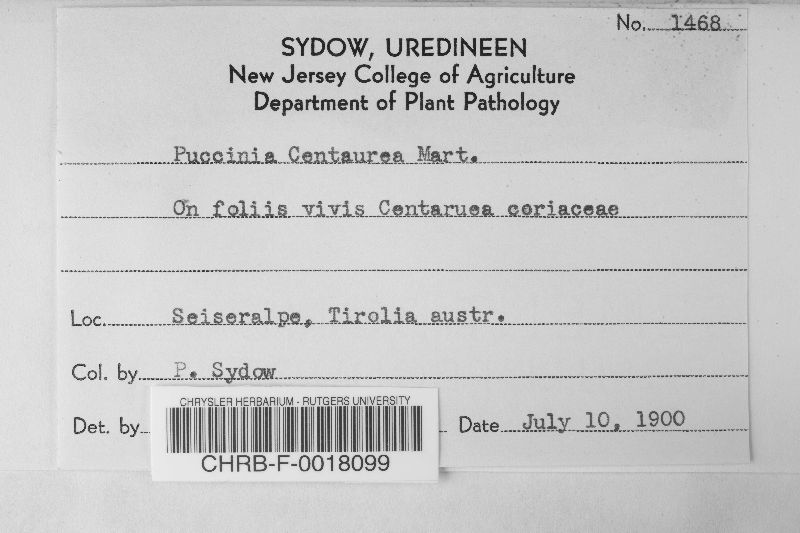 No. 1468
SYDOW, UREDINEEN
New Jersey College of Agriculture
Department of Plant Pathology
Puccinia Centaurea Mart.
On foliis vivis Centaruea coriaceae
Loc. Seiseralpe, Tirolia austr.
Col. by P. Sydow
Det. by
Date July 10, 1900
CHRYSLER HERBARIUM - RUTGERS UNIVERSITY
CHRB-F-0018099